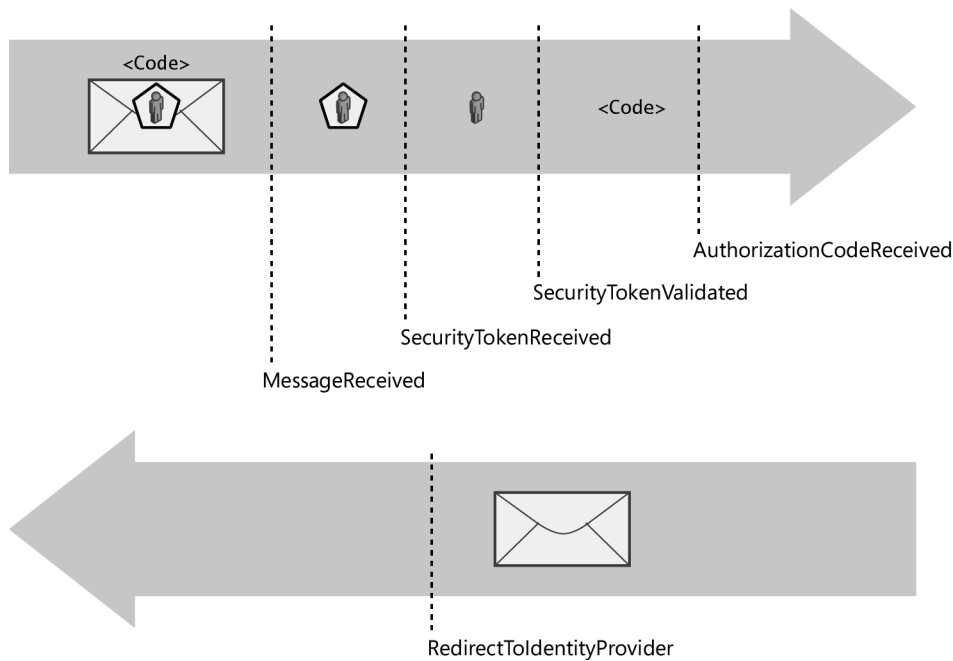 <Code>
<Code>
AuthorizationCodeReceived
SecurityTokenValidated
SecurityTokenReceived
MessageReceived
RedirectToIdentityProvider